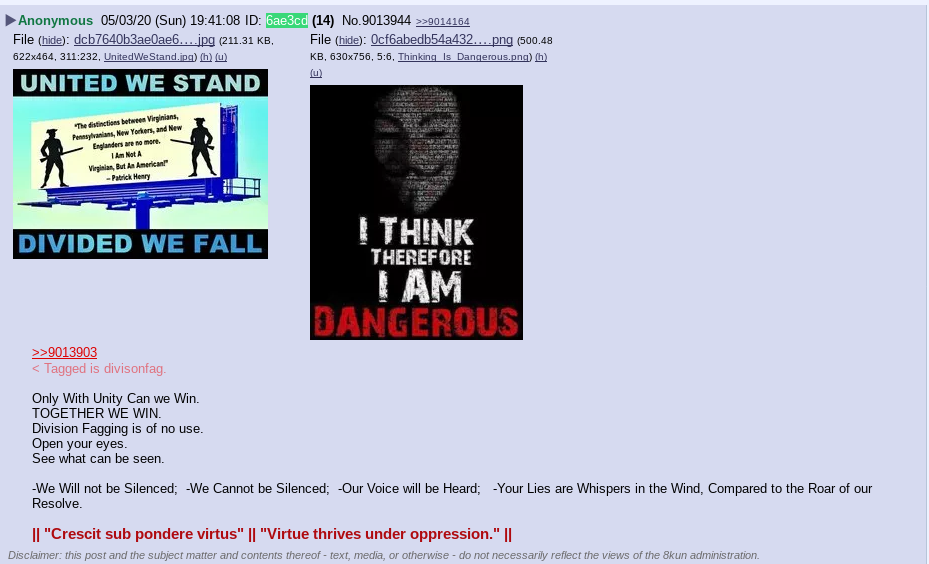 ▶Anonymous 05/03/20 (Sun) 19:41:08 ID: 6ae3cd (14) No.9013944 >>9014164
File (hide): dcb7640b3ae0ae6….jpg (211.31 KB, 622x464, 311:232, UnitedWeStand.jpg) (h) (u)
UNITED WE STAND
"The distinctions between Virginians,
Pennsylvanians, New Yorkers, and New
Englanders are no more.
I Am Not A
Virginian, But An American!"
– Patrick Henry
DIVIDED WE FALL
File (hide): 0cf6abedb54a432….png (500.48 KB, 630x756, 5:6, Thinking_Is_Dangerous.png) (h) (u)
I THINK
THEREFORE
I AM
DANGEROUS
>>9013903
< Tagged is divisonfag.
Only With Unity Can we Win.
TOGETHER WE WIN.
Division Fagging is of no use.
Open your eyes.
See what can be seen.
-We Will not be Silenced;  -We Cannot be Silenced;  -Our Voice will be Heard;   -Your Lies are Whispers in the Wind, Compared to the Roar of our
Resolve.
|| "Crescit sub pondere virtus" || "Virtue thrives under oppression." ||
Disclaimer: this post and the subject matter and contents thereof - text, media, or otherwise - do not necessarily reflect the views of the 8kun administration.